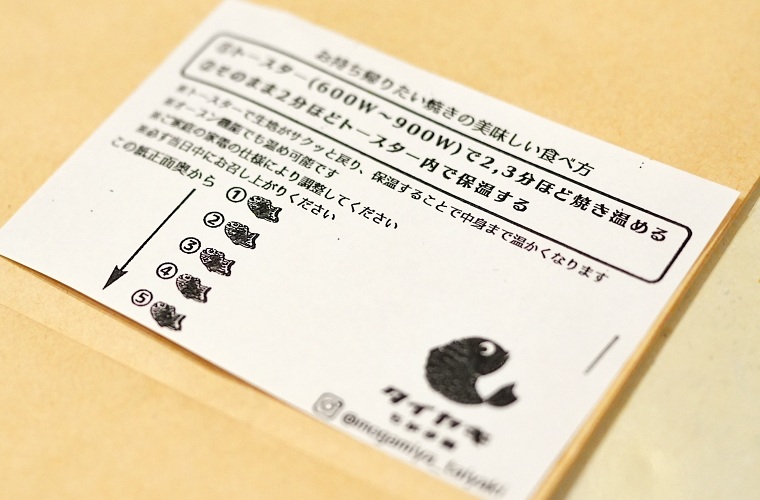 お持ち帰りたい焼きの美味しい食べ方
①トースター(600W〜900W)で2,3分ほど焼き温める
②そのまま2分ほどトースター内で保温する
※トースターで生地がサクッと戻り、保温することで中身まで温かくなります
※オーブン機能でも温め可能です
※ご家庭の家電の仕様により調整してください
※必ず当日中にお召し上がりください
この紙正面奥から
①
②
③
④
⑤
タイヤキ